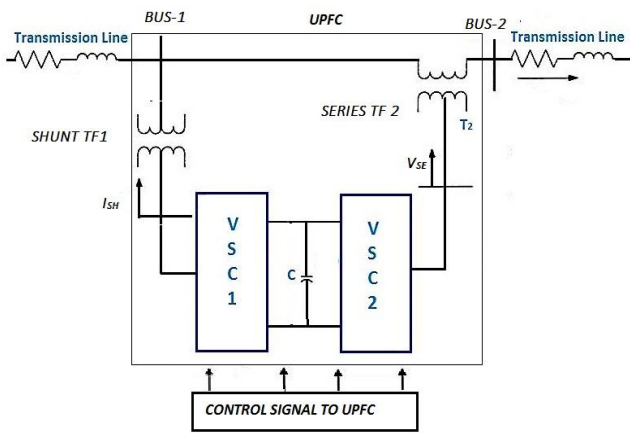 BUS-1
UPFC
BUS-2
Transmission Line
Transmission Line
SERIES TF 2
T2
SHUNT TF1
VSE
ISH
V
S
C
1
C
V
S
C
2
CONTROL SIGNAL TO UPFC